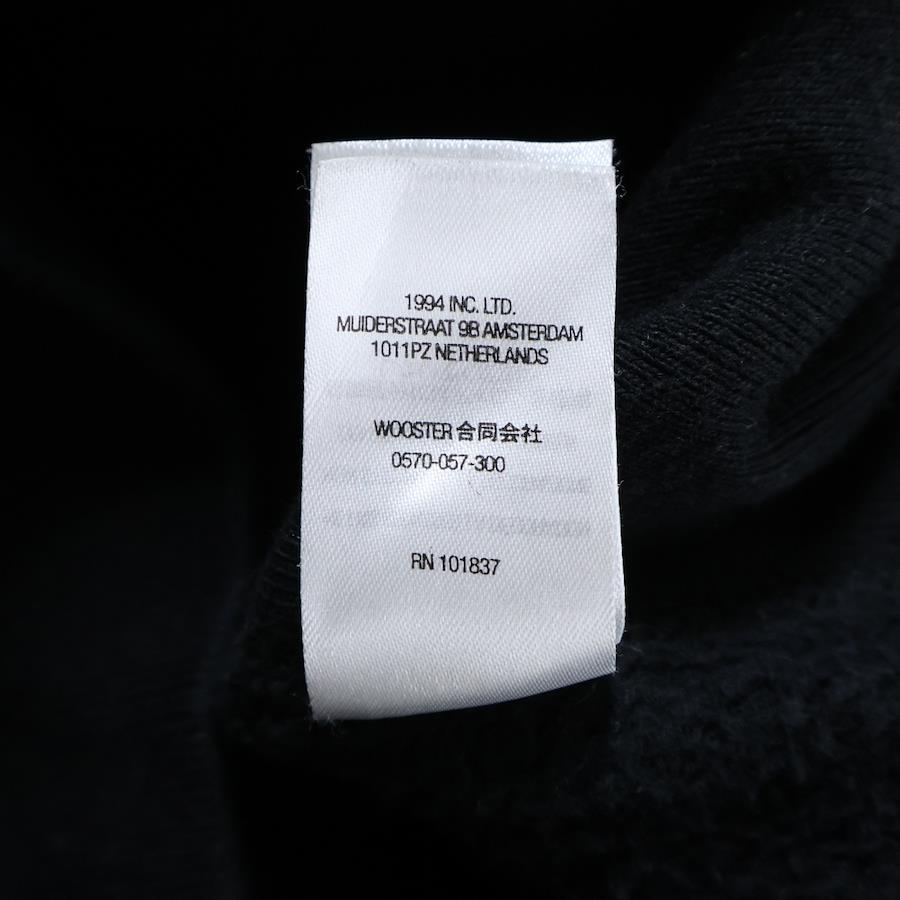 1994 INC. LTD.
MUIDERSTRAAT 9B AMSTERDAM
1011PZ NETHERLANDS
WOOSTER 合同会社
0570-057-300
RN 101837